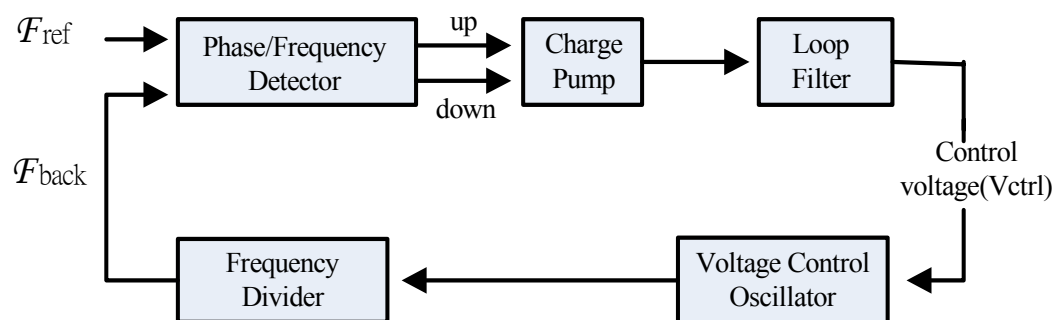 Fref
Phase/Frequency
Detector
up
down
Charge
Pump
Loop
Filter
Control
voltage(Vctrl)
Voltage Control
Oscillator
Frequency
Divider
Fback